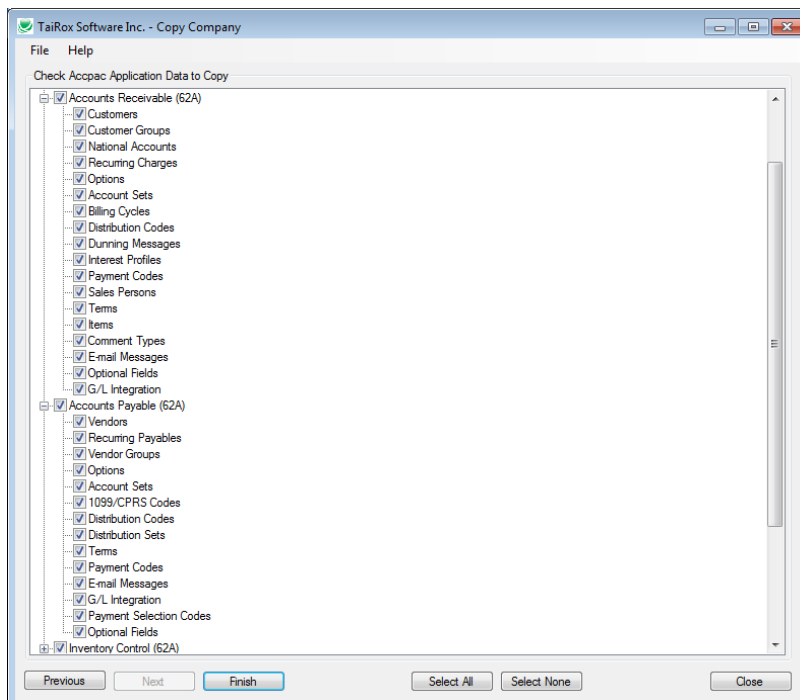 TaiRox Software Inc. - Copy Company
File Help
Check Accpac Application Data to Copy
Accounts Receivable (62A)
Customers
Customer Groups
National Accounts
Recurring Charges
Options
Account Sets
Billing Cycles
Distribution Codes
Dunning Messages
Interest Profiles
Payment Codes
Sales Persons
Terms
Items
Comment Types
E-mail Messages
Optional Fields
G/L Integration
Accounts Payable (62A)
Vendors
Recurring Payables
Vendor Groups
Options
Account Sets
1099/CPRS Codes
Distribution Codes
Distribution Sets
Terms
Payment Codes
E-mail Messages
G/L Integration
Payment Selection Codes
Optional Fields
Inventory Control (62A)
Previous Next Finish Select All Select None Close